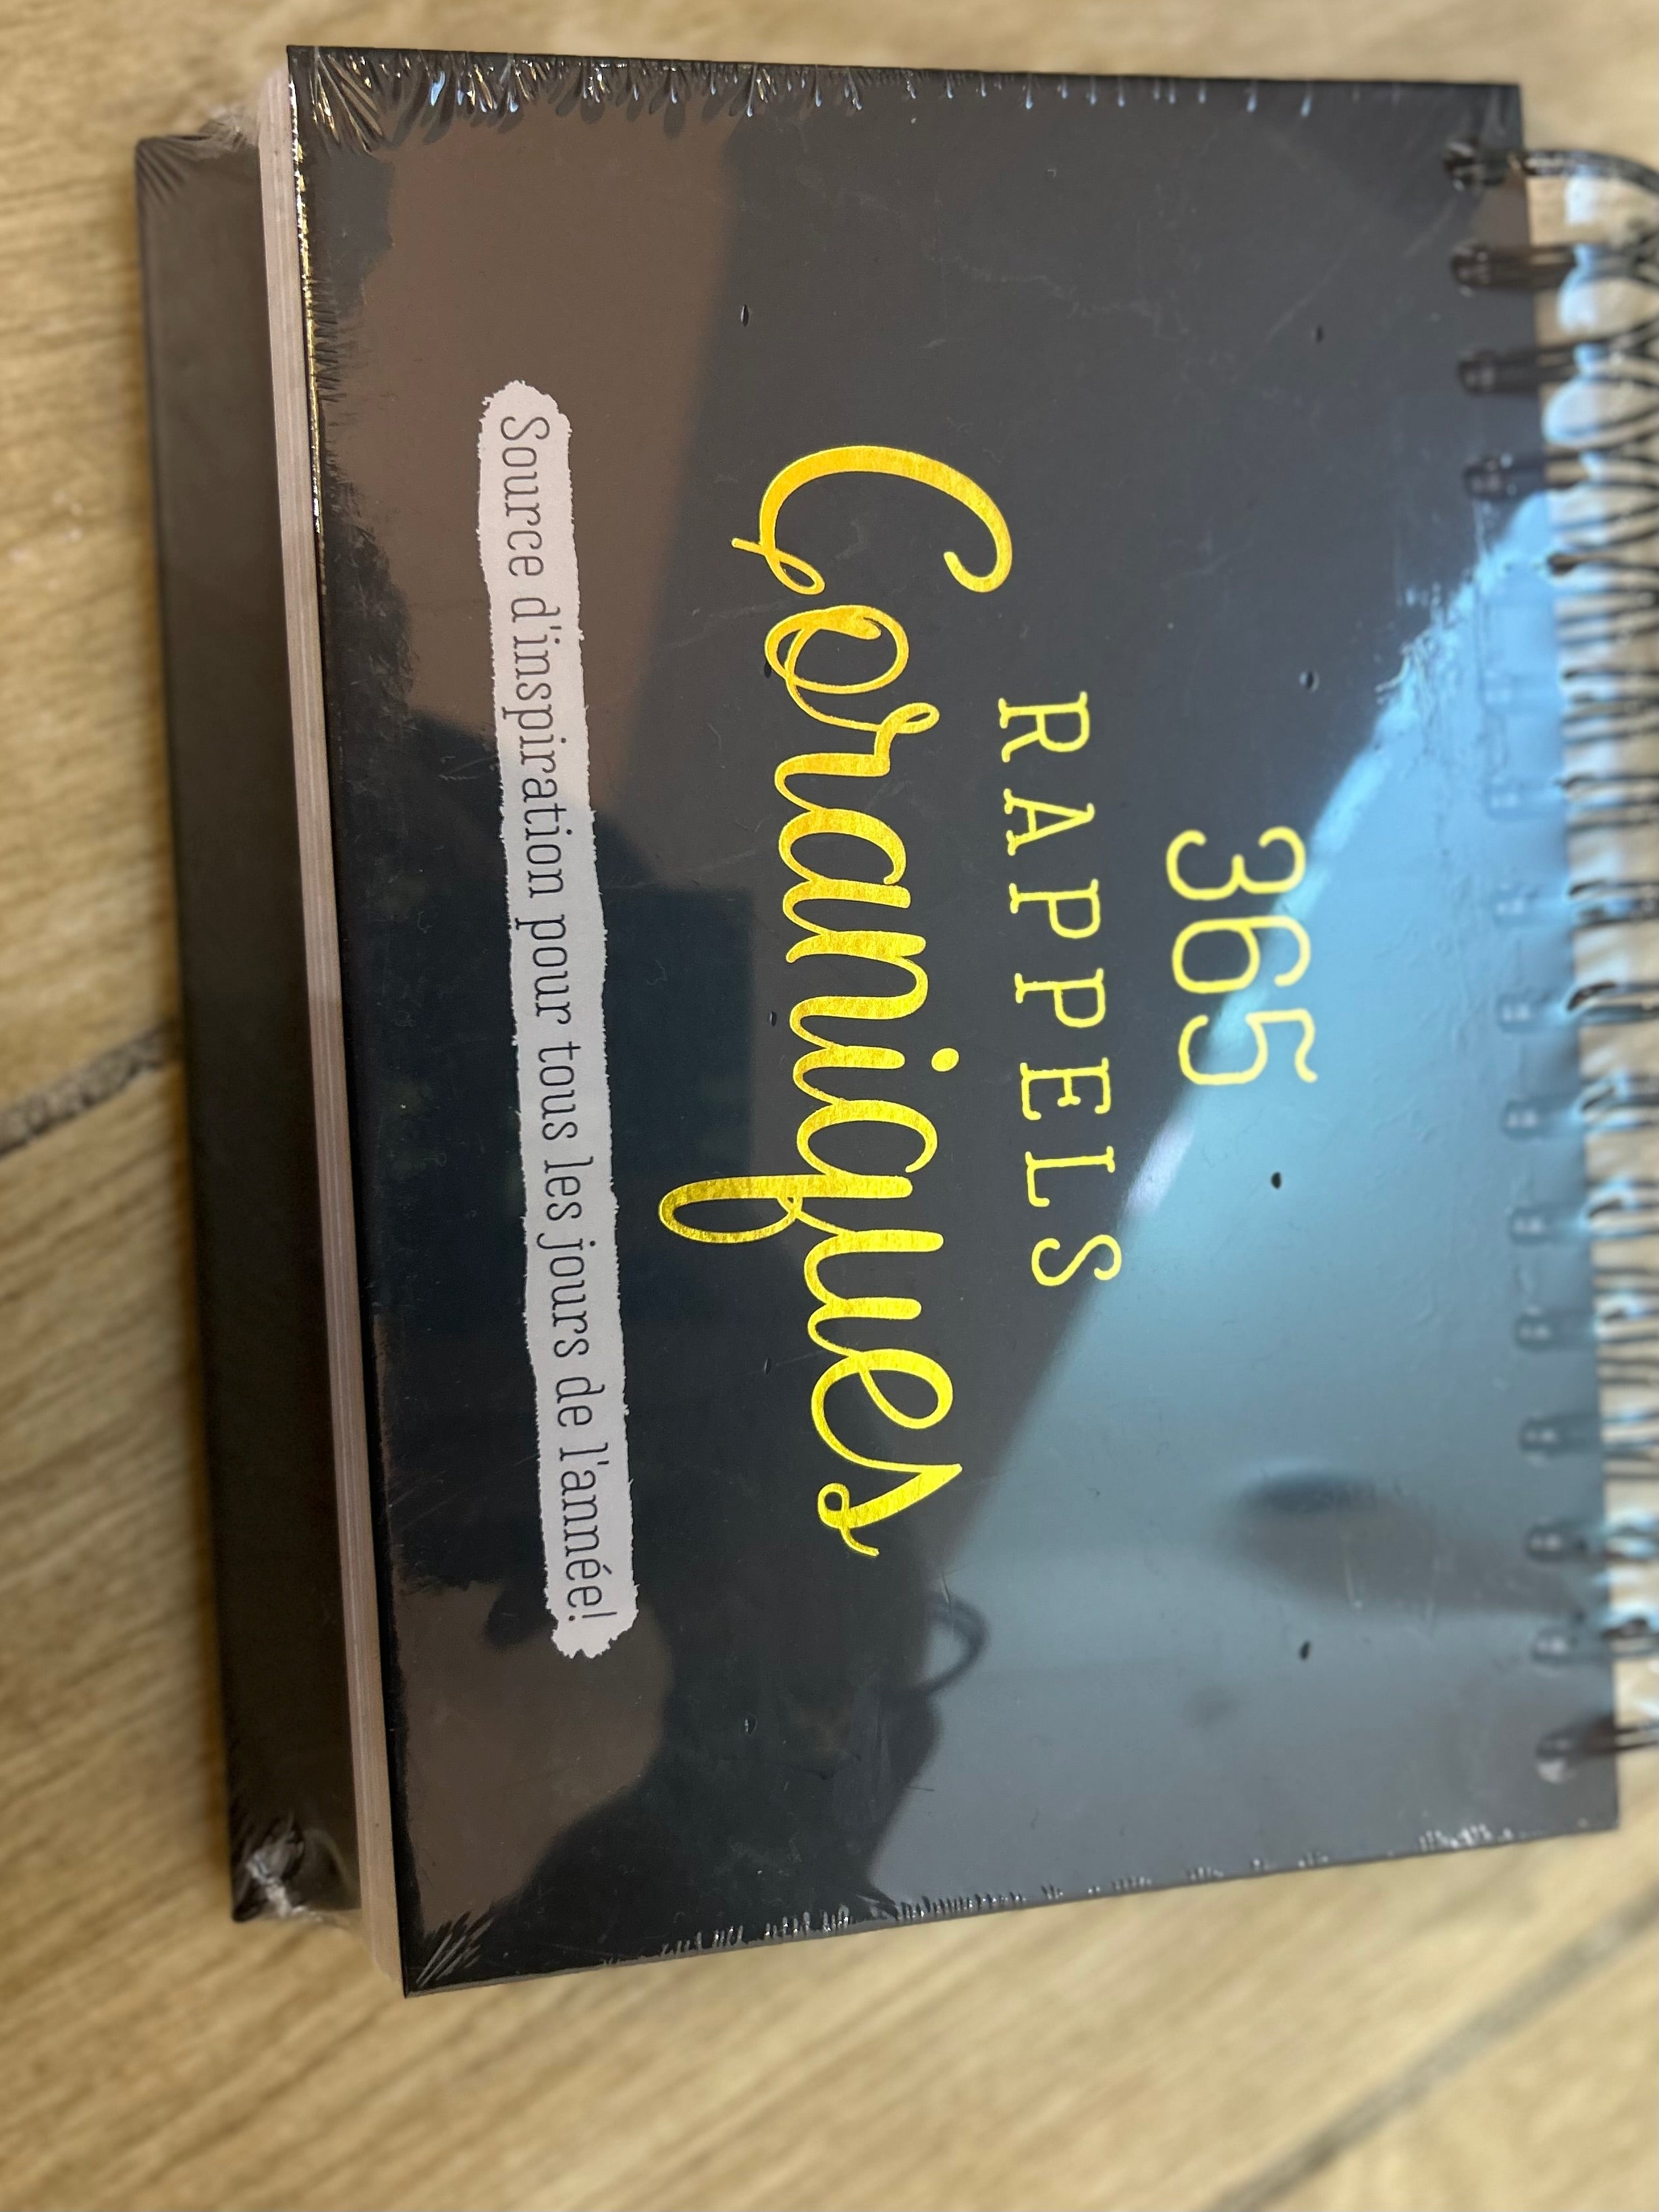 365
RAPPELS
Coraniques
Source d'inspiration pour tous les jours de l'année!